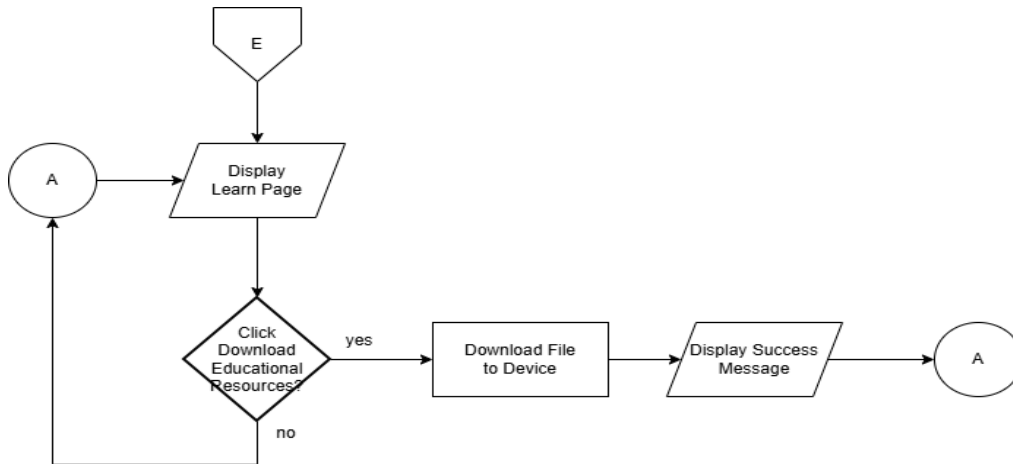 E
A
Display
Learn Page
Click
Download
Educational
Resources?
yes
Download File
to Device
Display Success
Message
A
no